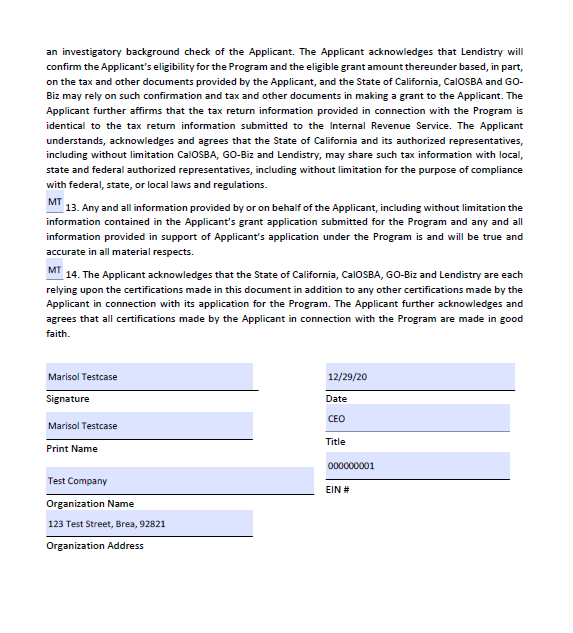 an investigatory background check of the Applicant. The Applicant acknowledges that Lendistry will
confirm the Applicant's eligibility for the Program and the eligible grant amount thereunder based, in part,
on the tax and other documents provided by the Applicant, and the State of California, CalOSBA and GO-
Biz may rely on such confirmation and tax and other documents in making a grant to the Applicant. The
Applicant further affirms that the tax return information provided in connection with the Program is
identical to the tax return information submitted to the Internal Revenue Service. The Applicant
understands, acknowledges and agrees that the State of California and its authorized representatives,
including without limitation CalOSBA, GO-Biz and Lendistry, may share such tax information with local,
state and federal authorized representatives, including without limitation for the purpose of compliance
with federal, state, or local laws and regulations.
MT 13. Any and all information provided by or on behalf of the Applicant, including without limitation the
information contained in the Applicant's grant application submitted for the Program and any and all
information provided in support of Applicant's application under the Program is and will be true and
accurate in all material respects.
MT 14. The Applicant acknowledges that the State of California, CalOSBA, GO-Biz and Lendistry are each
relying upon the certifications made in this document in addition to any other certifications made by the
Applicant in connection with its application for the Program. The Applicant further acknowledges and
agrees that all certifications made by the Applicant in connection with the Program are made in good
faith.
Marisol Testcase
Signature
12/29/20
Date
Marisol Testcase
Print Name
CEO
Title
Test Company
Organization Name
000000001
EIN #
123 Test Street, Brea, 92821
Organization Address